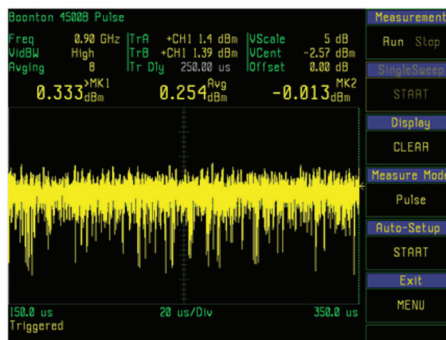 Boonton 4500B Pulse
Freq 0.90 GHz TrA +CH1 1.4 dBm VScale 5 dB
VidBW High TrB +CH1 1.39 dBm VCent -2.57 dBm
Avging 8 Tr Dly 250.00 us Offset 0.00 dB
0.333 >MK1 dBm 0.254 Avg dBm -0.013 MK2 dBm
150.0 us 20 us/Div 350.0 us
Triggered
Measurement
Run Stop
SingleSweep
START
Display
CLEAR
Measure Mode
Pulse
Auto-Setup
START
Exit
MENU